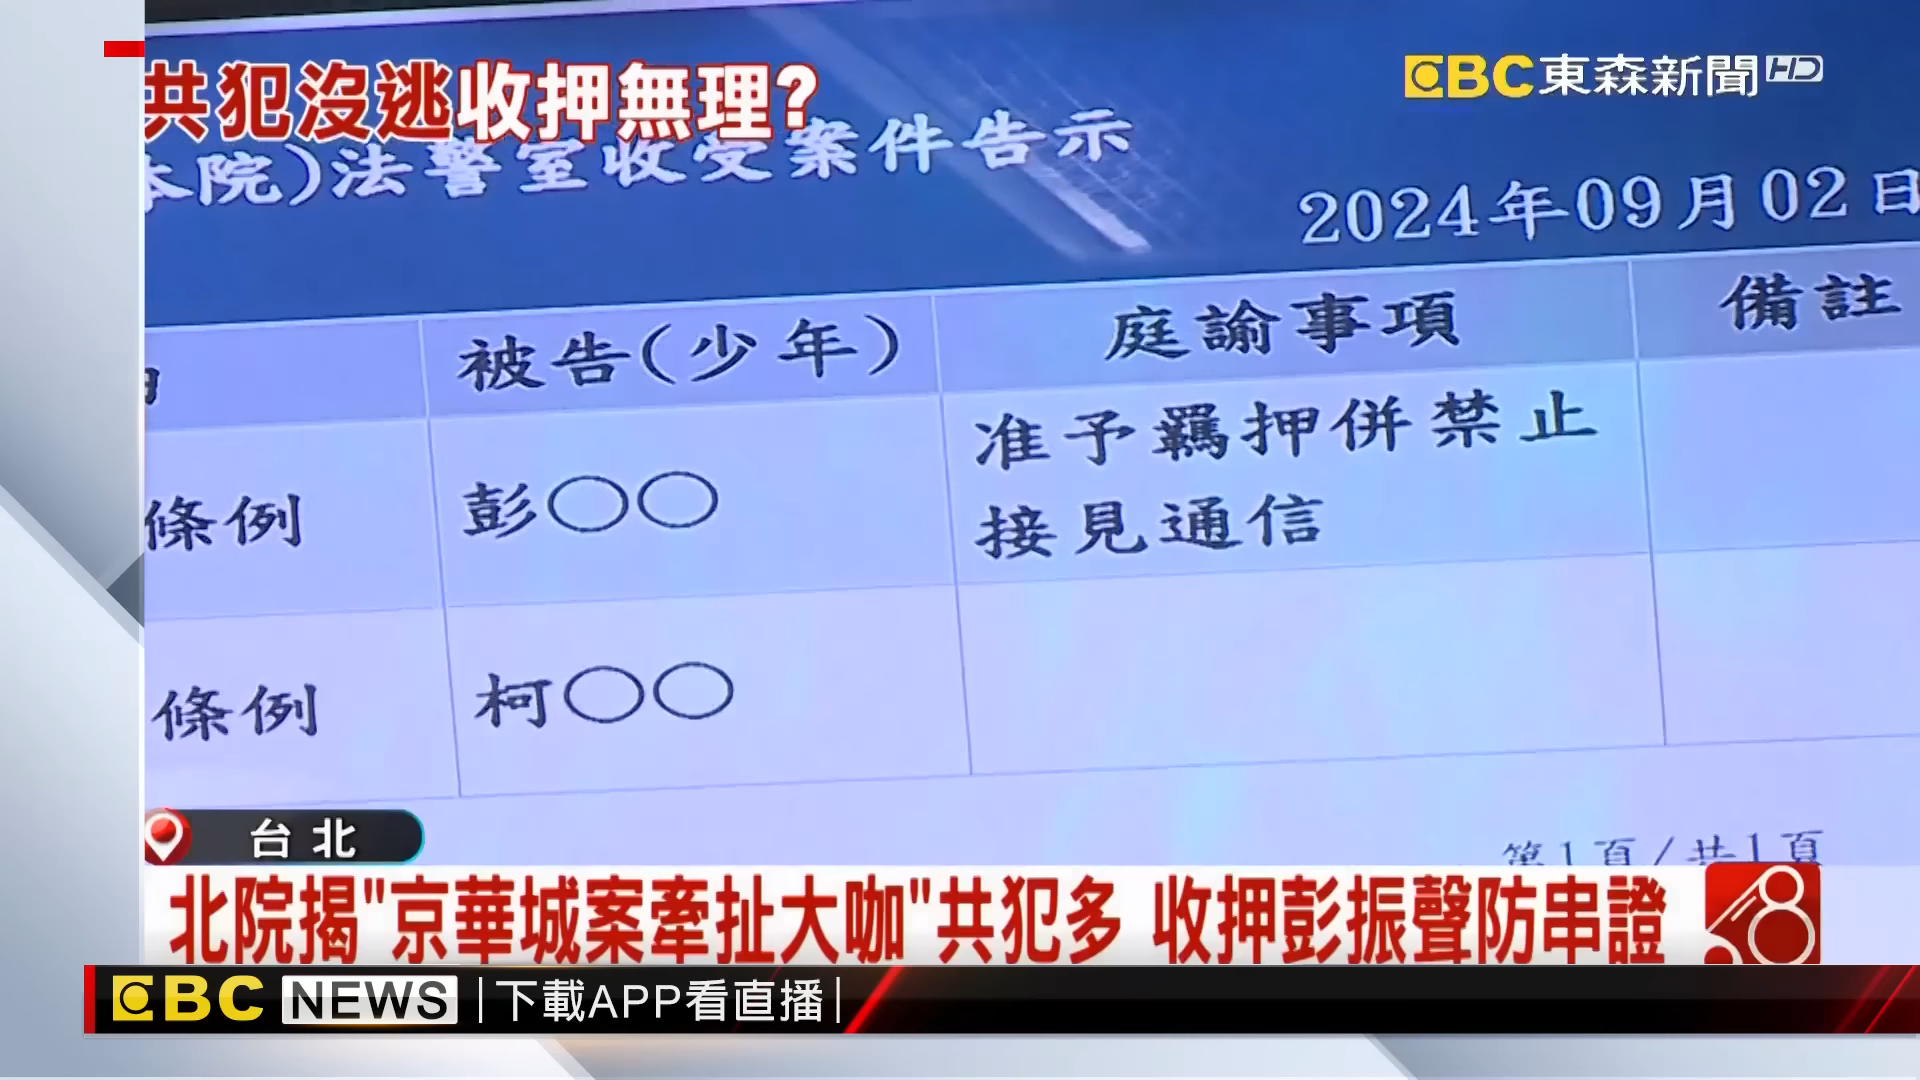 共犯沒逃收押無理?
EBC東森新聞HD
本院)法警室收受案件告示
2024年09月02日
被告(少年)
庭諭事項
備註
條例
彭○○
准予羈押併禁止
接見通信
條例
柯○○
第1頁/共1頁
台北
北院揭"京華城案牽扯大咖"共犯多 收押彭振聲防串證
EBC NEWS
下載APP看直播